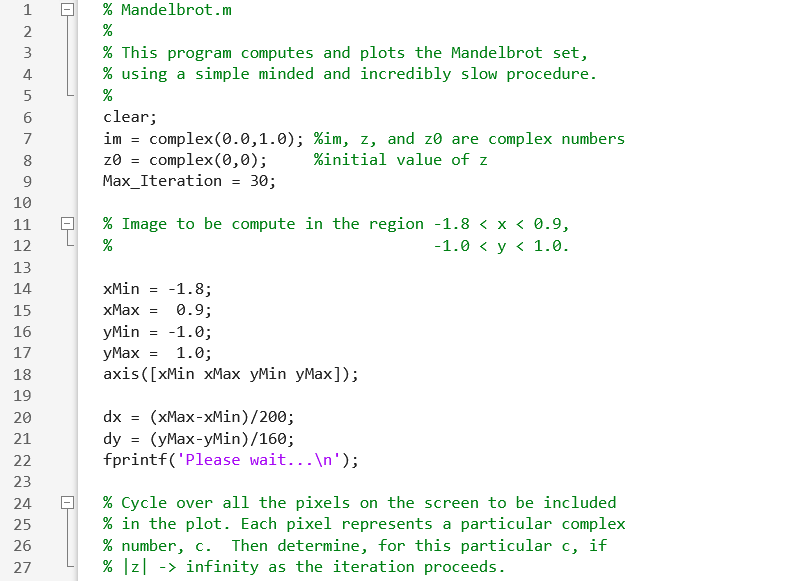 1 % Mandelbrot.m
2 %
3 % This program computes and plots the Mandelbrot set,
4 % using a simple minded and incredibly slow procedure.
5 %
6 clear;
7 im = complex(0.0,1.0); %im, z, and z0 are complex numbers
8 z0 = complex(0,0);     %initial value of z
9 Max_Iteration = 30;
10
11 % Image to be compute in the region -1.8 < x < 0.9,
12 %                                   -1.0 < y < 1.0.
13
14 xMin = -1.8;
15 xMax =  0.9;
16 yMin = -1.0;
17 yMax =  1.0;
18 axis([xMin xMax yMin yMax]);
19
20 dx = (xMax-xMin)/200;
21 dy = (yMax-yMin)/160;
22 fprintf('Please wait...\n');
23
24 % Cycle over all the pixels on the screen to be included
25 % in the plot. Each pixel represents a particular complex
26 % number, c.  Then determine, for this particular c, if
27 % |z| -> infinity as the iteration proceeds.